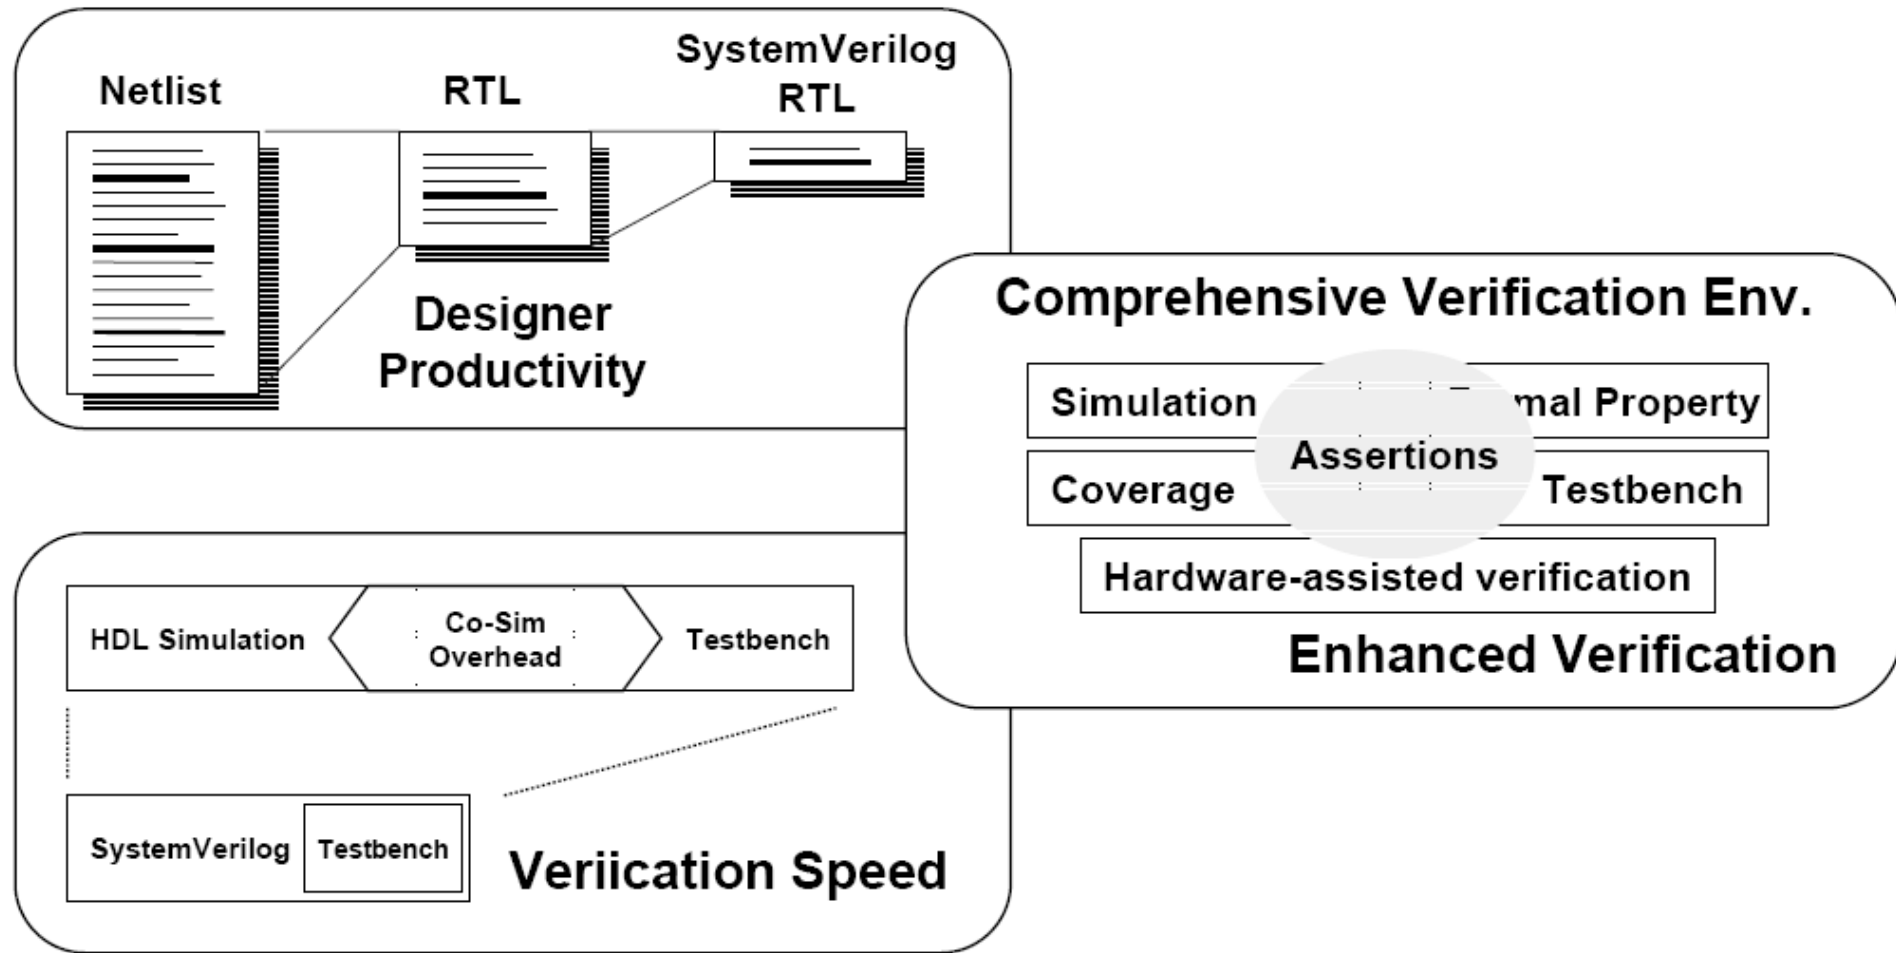 Netlist
RTL
SystemVerilog
RTL
Designer
Productivity
Comprehensive Verification Env.
Simulation
mal Property
Assertions
Coverage
Testbench
Hardware-assisted verification
Enhanced Verification
HDL Simulation
Co-Sim
Overhead
Testbench
SystemVerilog
Testbench
Veriication Speed